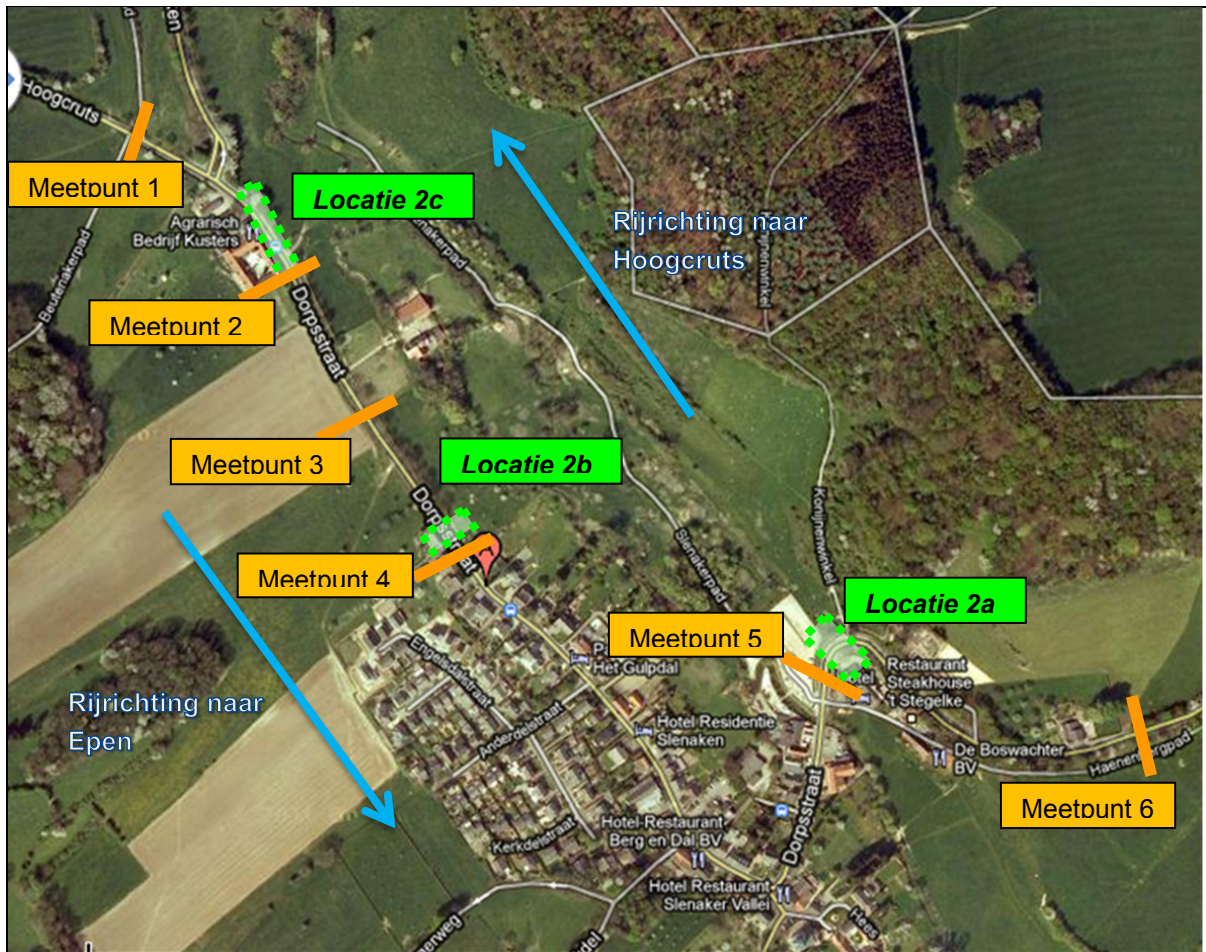 Hoogcruts
Meetpunt 1
Beutenakerpad
Agrarisch
Bedrijf Kusters
Locatie 2c
Meetpunt 2
Dorpsstraat
Rijrichting naar
Hoogcruts
Meetpunt 3
Locatie 2b
Dorpsstraat
Meetpunt 4
Slenakerpad
Konijnenwinkel
Locatie 2a
Meetpunt 5
Het Gulpdal
Engelsdalstraat
Anderdelstraat
Hotel Residentie
Slenaken
Hotel
Restaurant
Steakhouse
't Stegelke
De Boswachter
BV
Haenenbergpad
Meetpunt 6
Rijrichting naar
Epen
Kerkdelstraat
Hotel Restaurant
Berg en Dal BV
Dorpsstraat
Hotel Restaurant
Slenaker Vallei
Hees